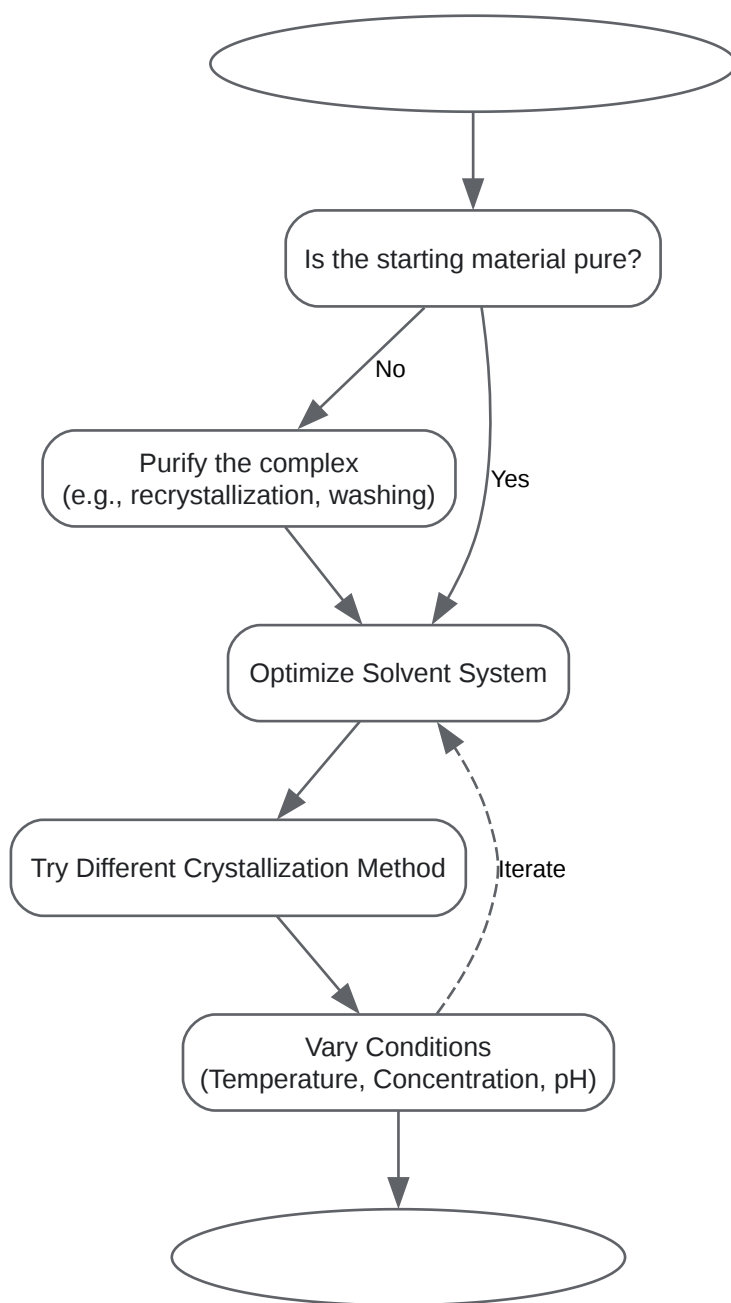 Is the starting material pure?
No
Purify the complex
(e.g., recrystallization, washing)
Yes
Optimize Solvent System
Try Different Crystallization Method
Iterate
Vary Conditions
(Temperature, Concentration, pH)